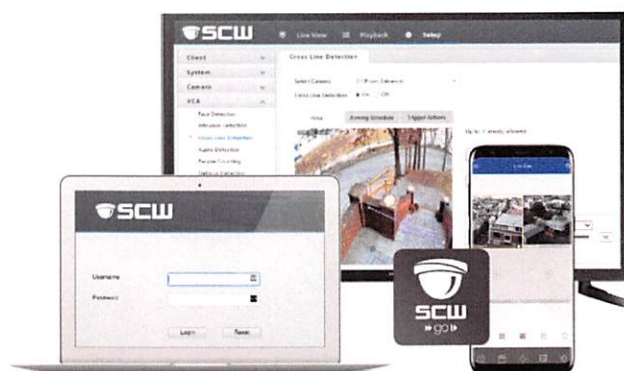 SCW
Live View
Playback
Setup
Client
System
Camera
VCA
Cross Line Detection
Select Camera
Cross Line Detection
On
Off
Area
Arming Schedule
Trigger Actions
Face Detection
Intrusion Detection
Cross Line Detection
Audio Detection
People Counting
SCW
Username
Password
Login
Reset
SCW
go
Live View